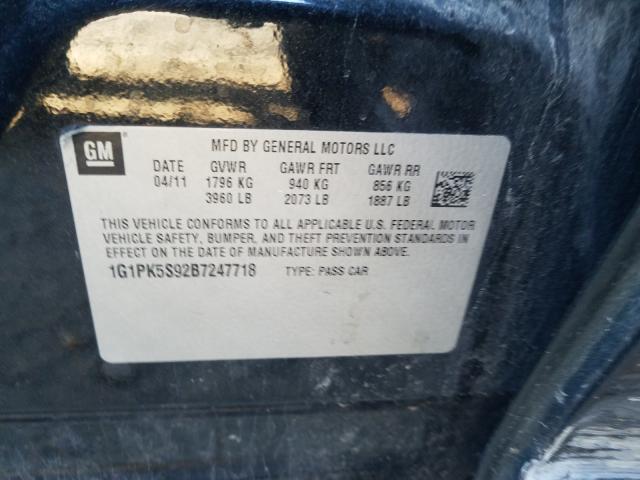 GM
MFD BY GENERAL MOTORS LLC
DATE GVWR GAWR FRT GAWR RR
04/11 1796 KG 940 KG 856 KG
3960 LB 2073 LB 1887 LB
THIS VEHICLE CONFORMS TO ALL APPLICABLE U.S. FEDERAL MOTOR
VEHICLE SAFETY, BUMPER, AND THEFT PREVENTION STANDARDS IN
EFFECT ON THE DATE OF MANUFACTURE SHOWN ABOVE.
1G1PK5S92B7247718 TYPE: PASS CAR